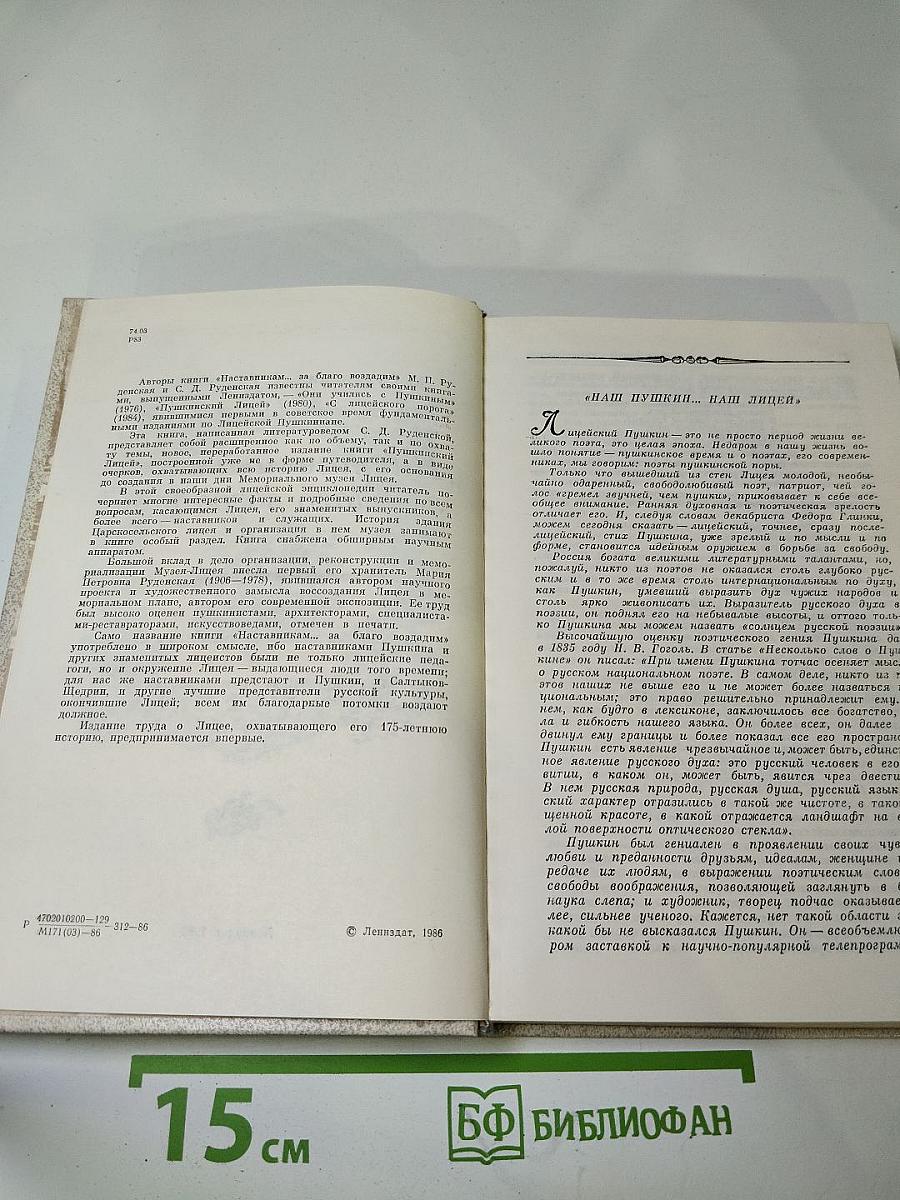 74.03
Р83
Авторы книги «Наставникам... за благо воздадим» М. П. Ру-
денская и С. Д. Руденская известны читателям своими книга-
ми, выпущенными Лениздатом, — «Они учились с Пушкиным»
(1976), «Пушкинский Лицей» (1980), «С лицейского порога»
(1984), явившимися первыми в советское время фундаменталь-
ными изданиями по Лицейской Пушкиниане.
Эта книга, написанная литературоведом С. Д. Руденской,
представляет собой расширенное как по объему, так и по охва-
ту темы, новое, переработанное издание книги «Пушкинский
Лицей», построенной уже не в форме путеводителя, а в виде
очерков, охватывающих всю историю Лицея, с его основания
до создания в наши дни Мемориального музея Лицея.
В этой своеобразной лицейской энциклопедии читатель по-
черпнет многие интересные факты и подробные сведения по всем
вопросам, касающимся Лицея, его знаменитых выпускников, а
более всего — наставников и служащих. История здания
Царскосельского лицея и организация в нем музея занимают
в книге особый раздел. Книга снабжена обширным научным
аппаратом.
Большой вклад в дело организации, реконструкции и мемо-
риализации Музея-Лицея внесла первый его хранитель Мария
Петровна Руденская (1906—1978), явившаяся автором научного
проекта и художественного замысла воссоздания Лицея в ме-
мориальном плане, автором его современной экспозиции. Ее труд
был высоко оценен пушкинистами, архитекторами, специалиста-
ми-реставраторами, искусствоведами, отмечен в печати.
Само название книги «Наставникам... за благо воздадим»
употреблено в широком смысле, ибо наставниками Пушкина и
других знаменитых лицеистов были не только лицейские педа-
гоги, но и окружение Лицея — выдающиеся люди того времени;
для нас же наставниками предстают и Пушкин, и Салтыков-
Щедрин, и другие лучшие представители русской культуры,
окончившие Лицей; всем им благодарные потомки воздают
должное.
Издание труда о Лицее, охватывающего его 175-летнюю
историю, предпринимается впервые.
Р 4702010200—129
М171(03)—86 —312—86
© Лениздат, 1986
«НАШ ПУШКИН... НАШ ЛИЦЕЙ»
Лицейский Пушкин — это не просто период жизни ве-
ликого поэта, это целая эпоха. Недаром в нашу жизнь во-
шло понятие — пушкинское время и о поэтах, его современ-
никах, мы говорим: поэты пушкинской поры.
Только что вышедший из стен Лицея молодой, необы-
чайно одаренный, свободолюбивый поэт, патриот, чей го-
лос «гремел звучней, чем пушки», приковывает к себе все-
общее внимание. Ранняя духовная и поэтическая зрелость
отличает его. И, следуя словам декабриста Федора Глинки,
можем сегодня сказать — лицейский, точнее, сразу после-
лицейский, стих Пушкина, уже зрелый и по мысли и по
форме, становится идейным оружием в борьбе за свободу.
Россия богата великими литературными талантами, но,
пожалуй, никто из поэтов не оказался столь глубоко рус-
ским и в то же время столь интернациональным по духу,
как Пушкин, умевший выразить дух чужих народов и
столь ярко живописать их. Выразитель русского духа в
поэзии, он поднял его на небывалые высоты, и оттого толь-
ко Пушкина мы можем назвать «солнцем русской поэзии»
Высочайшую оценку поэтического гения Пушкина да
в 1835 году Н. В. Гоголь. В статье «Несколько слов о Пуш
кине» он писал: «При имени Пушкина тотчас осеняет мыс
о русском национальном поэте. В самом деле, никто из п
этов наших не выше его и не может более назваться
циональным; это право решительно принадлежит ему.
нем, как будто в лексиконе, заключилось все богатство,
ла и гибкость нашего языка. Он более всех, он далее
двинул ему границы и более показал все его простран
Пушкин есть явление чрезвычайное и, может быть, единст
ное явление русского духа: это русский человек в его
витии, в каком он, может быть, явится чрез двести
В нем русская природа, русская душа, русский язык
ский характер отразились в такой же чистоте, в тако
щенной красоте, в какой отражается ландшафт на в
лой поверхности оптического стекла».
Пушкин был гениален в проявлении своих чув
любви и преданности друзьям, идеалам, женщине
редаче их людям, в выражении поэтическим слов
свободы воображения, позволяющей заглянуть в б
наука слепа; и художник, творец подчас оказывае
лее, сильнее ученого. Кажется, нет такой области
какой бы не высказался Пушкин. Он — всеобъемлю
ром заставкой к научно-популярной телепрограм
15 см
БФ БИБЛИОФАН